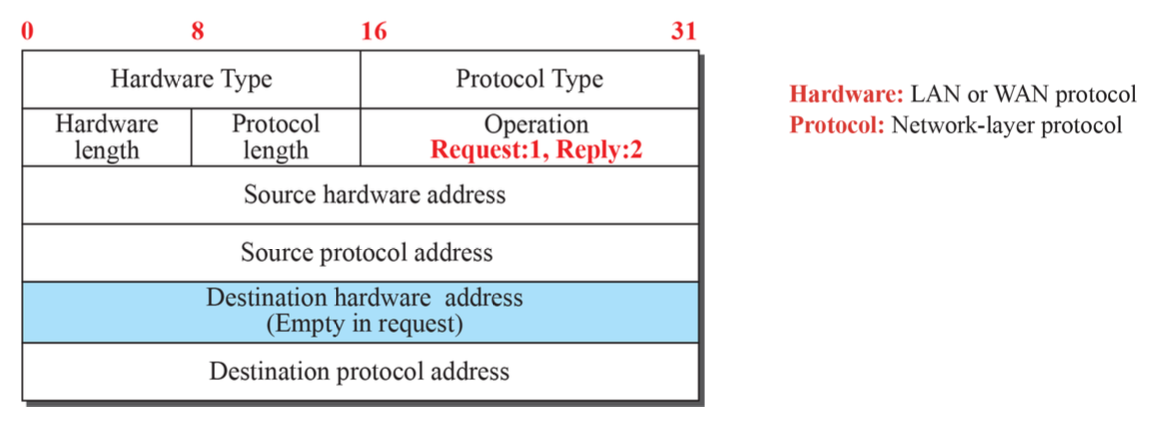 0 8 16 31
Hardware Type Protocol Type
Hardware length
Protocol length
Operation
Request:1, Reply:2
Source hardware address
Source protocol address
Destination hardware address
(Empty in request)
Destination protocol address
Hardware: LAN or WAN protocol
Protocol: Network-layer protocol